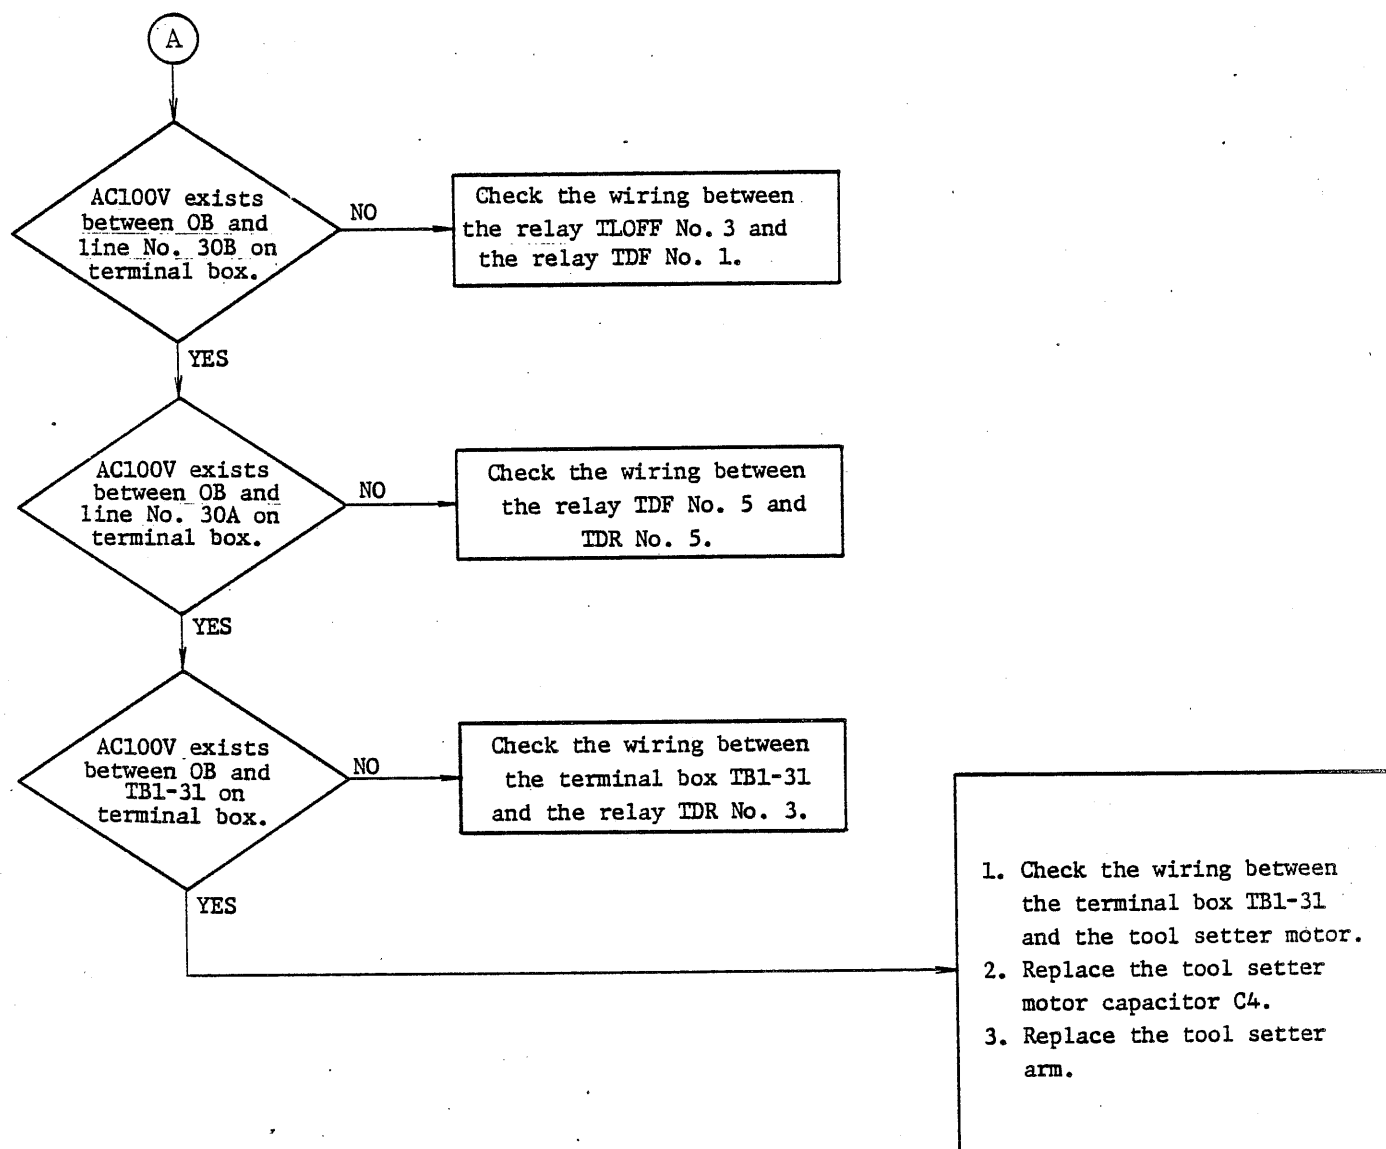 A
AC100V exists
between OB and
line No. 30B on
terminal box.
NO
Check the wiring between
the relay TLOFF No. 3 and
the relay TDF No. 1.
YES
AC100V exists
between OB and
line No. 30A on
terminal box.
NO
Check the wiring between
the relay TDF No. 5 and
TDR No. 5.
YES
AC100V exists
between OB and
TB1-31 on
terminal box.
NO
Check the wiring between
the terminal box TB1-31
and the relay TDR No. 3.
YES
1. Check the wiring between
the terminal box TB1-31
and the tool setter motor.
2. Replace the tool setter
motor capacitor C4.
3. Replace the tool setter
arm.